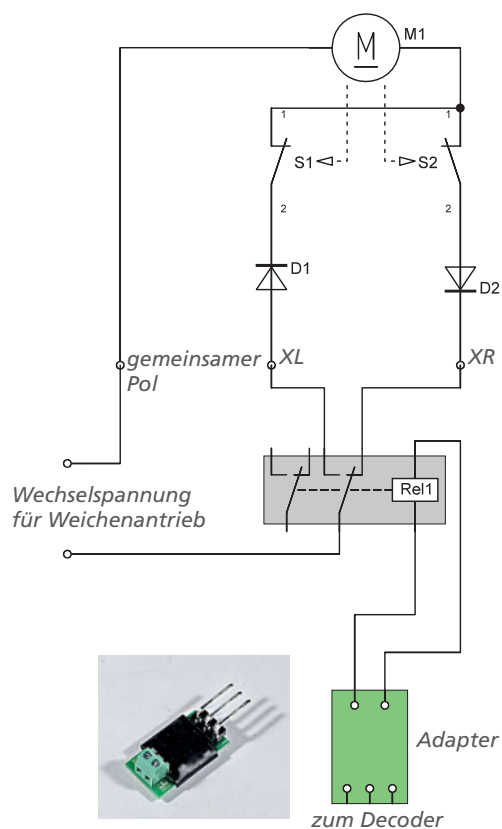 M
M1
1
1
S1
S2
2
2
D1
D2
gemeinsamer
Pol
XL
XR
Wechselspannung
für Weichenantrieb
Rel1
Adapter
zum Decoder